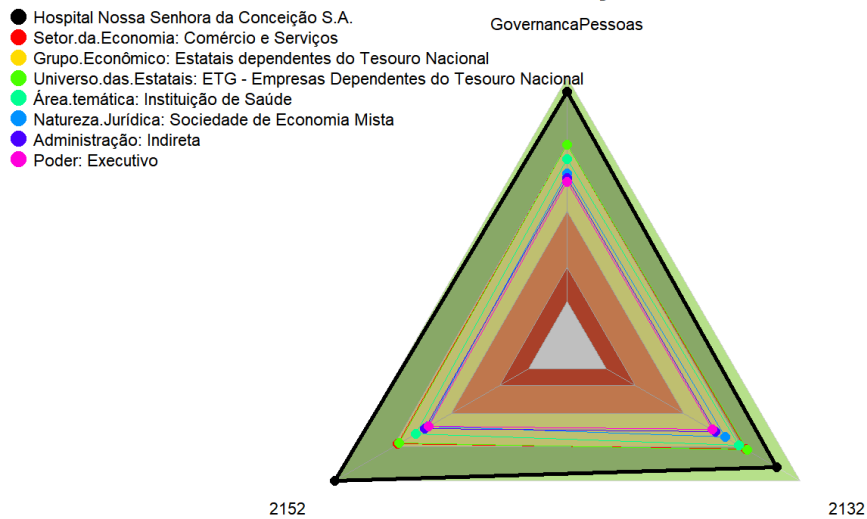 Hospital Nossa Senhora da Conceição S.A.
GovernancaPessoas
Setor.da.Economia: Comércio e Serviços
Grupo.Econômico: Estatais dependentes do Tesouro Nacional
Universo.das.Estatais: ETG - Empresas Dependentes do Tesouro Nacional
Área.temática: Instituição de Saúde
Natureza.Jurídica: Sociedade de Economia Mista
Administração: Indireta
Poder: Executivo
2152
2132